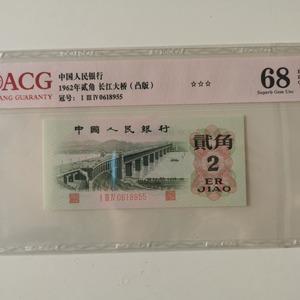 ACG
ANG GUARANTY
中国人民银行
1962年贰角 长江大桥（凸版）
冠号: I III IV 0618955
☆☆☆
68
Superb Gem Unc
中國人民銀行
貳角
2
ER
JIAO
I III IV 0618955